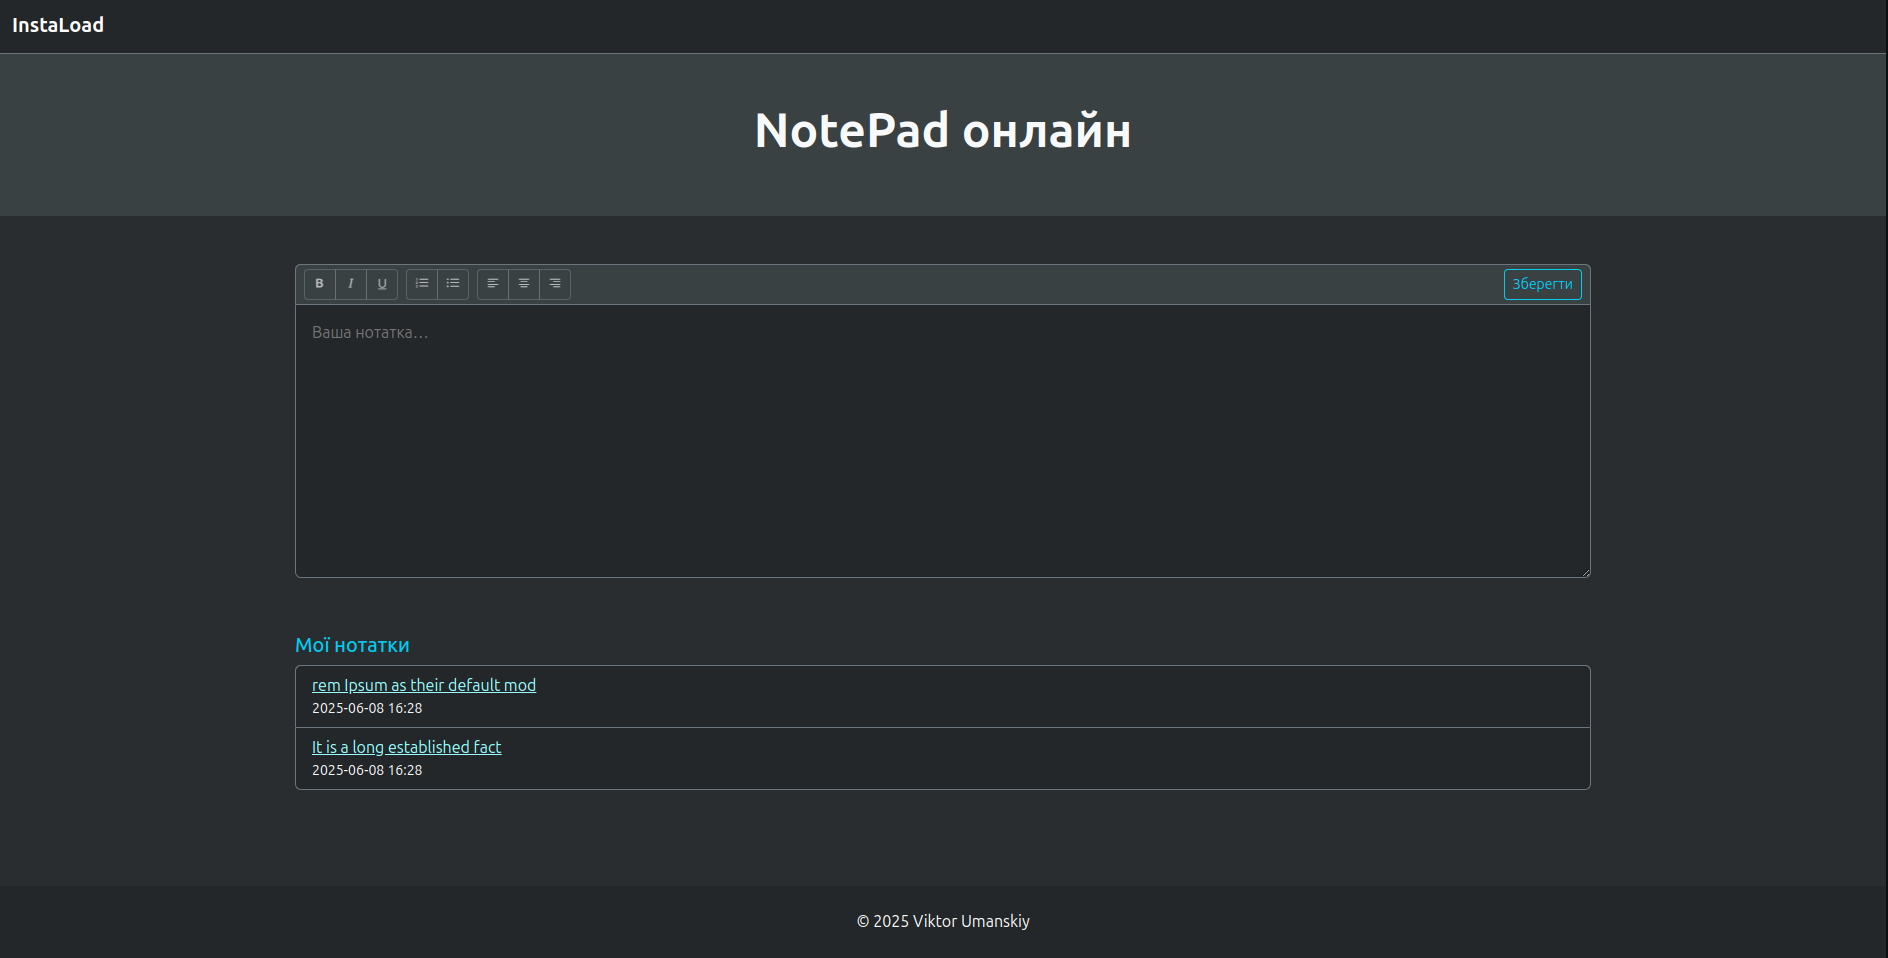 InstaLoad
NotePad онлайн
B I U
Зберегти
Ваша нотатка...
Мої нотатки
rem Ipsum as their default mod
2025-06-08 16:28
It is a long established fact
2025-06-08 16:28
© 2025 Viktor Umanskiy